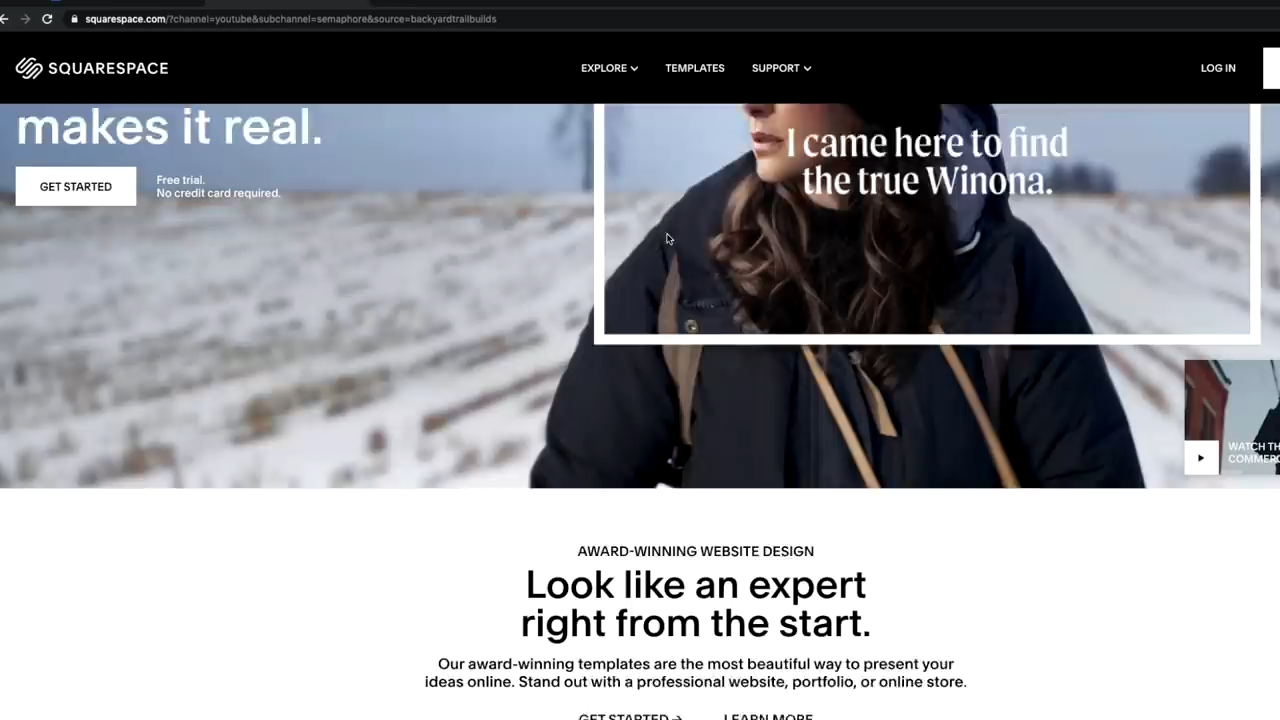 squarespace.com/?channel=youtube&subchannel=semaphore&source=backyardtrailbuilds
SQUARESPACE
EXPLORE
TEMPLATES
SUPPORT
LOG IN
makes it real.
GET STARTED
Free trial.
No credit card required.
I came here to find
the true Winona.
WATCH TH
COMMERC
AWARD-WINNING WEBSITE DESIGN
Look like an expert
right from the start.
Our award-winning templates are the most beautiful way to present your
ideas online. Stand out with a professional website, portfolio, or online store.
GET STARTED →
LEARN MORE